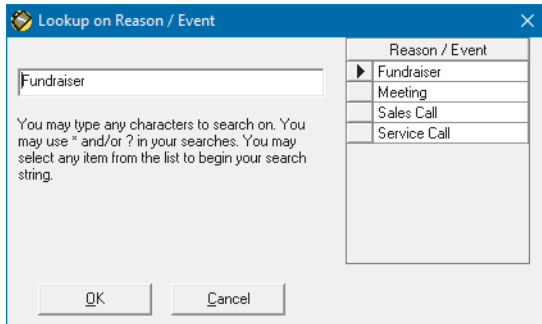 Lookup on Reason / Event
Fundraiser
You may type any characters to search on. You
may use * and/or ? in your searches. You may
select any item from the list to begin your search
string.
OK
Cancel
Reason / Event
Fundraiser
Meeting
Sales Call
Service Call